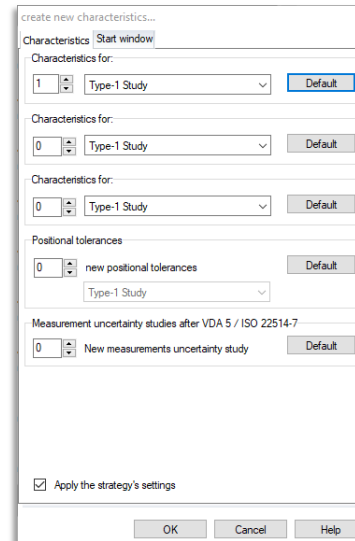 create new characteristics...
Characteristics Start window
Characteristics for:
1 Type-1 Study Default
Characteristics for:
0 Type-1 Study Default
Characteristics for:
0 Type-1 Study Default
Positional tolerances
0 new positional tolerances Default
Type-1 Study
Measurement uncertainty studies after VDA 5 / ISO 22514-7
0 New measurements uncertainty study Default
Apply the strategy's settings
OK Cancel Help